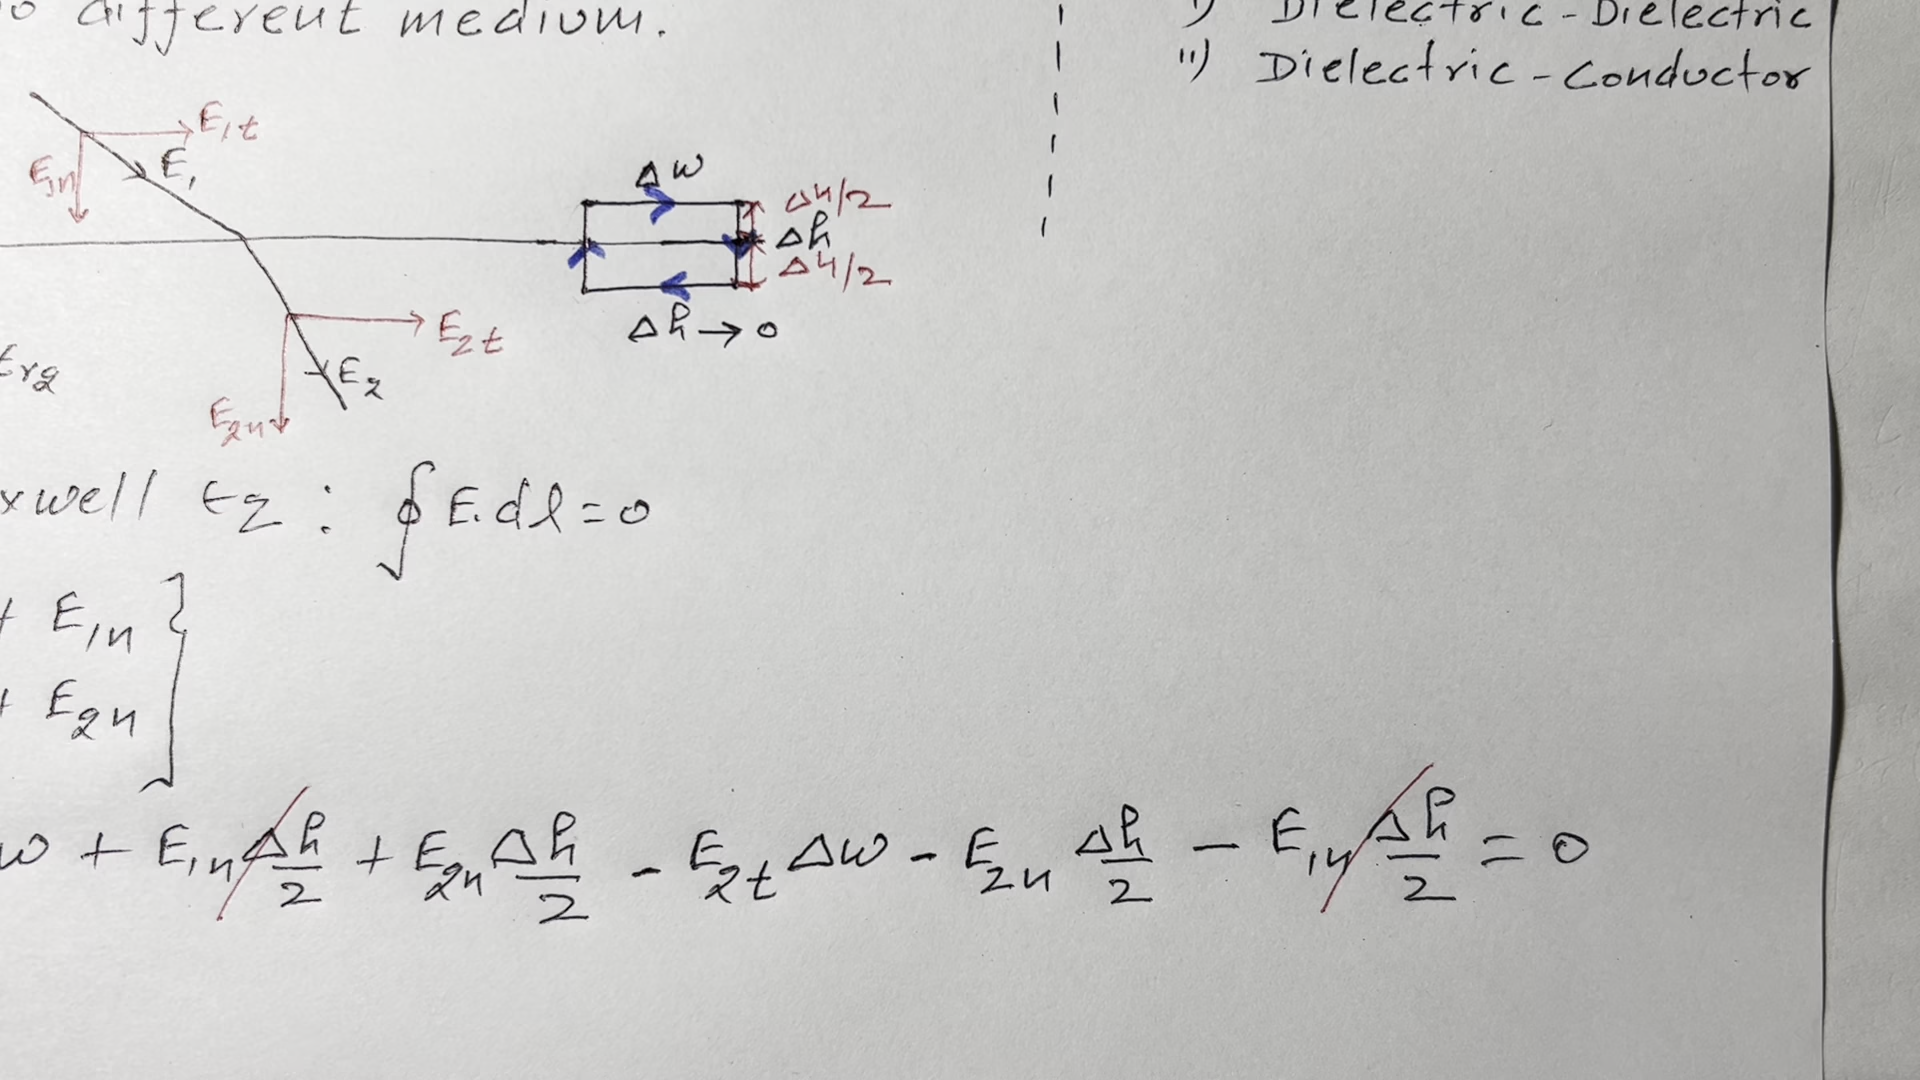 different medium.
i) Dielectric - Dielectric
ii) Dielectric - Conductor
E1t
E1n
E1
Δw
Δh/2
Δh
Δh/2
Δh → 0
E2t
E2
E2n
εr2
xwell Eq : ∮ E.dl = 0
+ E1n }
+ E2n
w + E1n Δh/2 + E2n Δh/2 - E2t Δw - E2n Δh/2 - E1n Δh/2 = 0